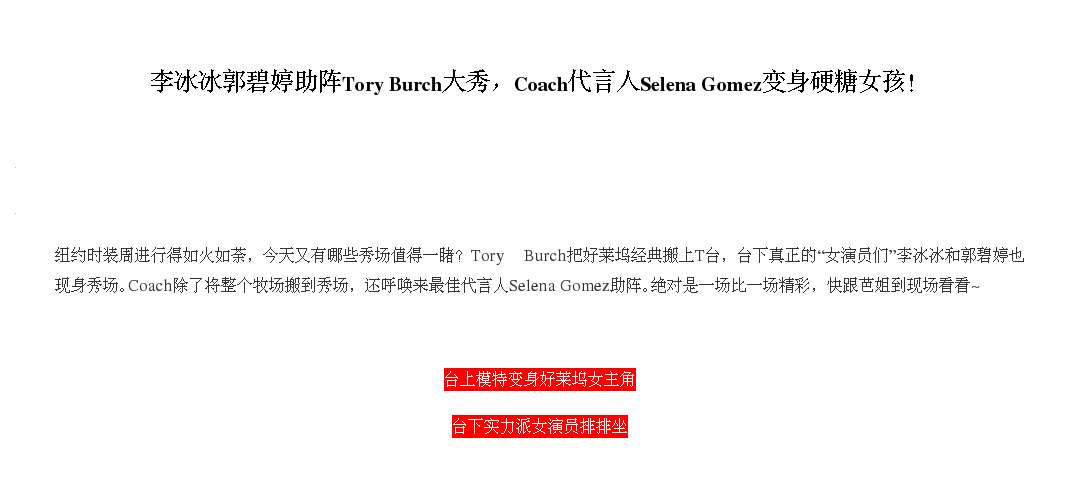 李冰冰郭碧婷助阵Tory Burch大秀，Coach代言人Selena Gomez变身硬糖女孩！
纽约时装周进行得如火如荼，今天又有哪些秀场值得一睹？Tory Burch把好莱坞经典搬上T台，台下真正的“女演员们”李冰冰和郭碧婷也
现身秀场。Coach除了将整个牧场搬到秀场，还呼唤来最佳代言人Selena Gomez助阵。绝对是一场比一场精彩，快跟芭姐到现场看看~
台上模特变身好莱坞女主角
台下实力派女演员排排坐